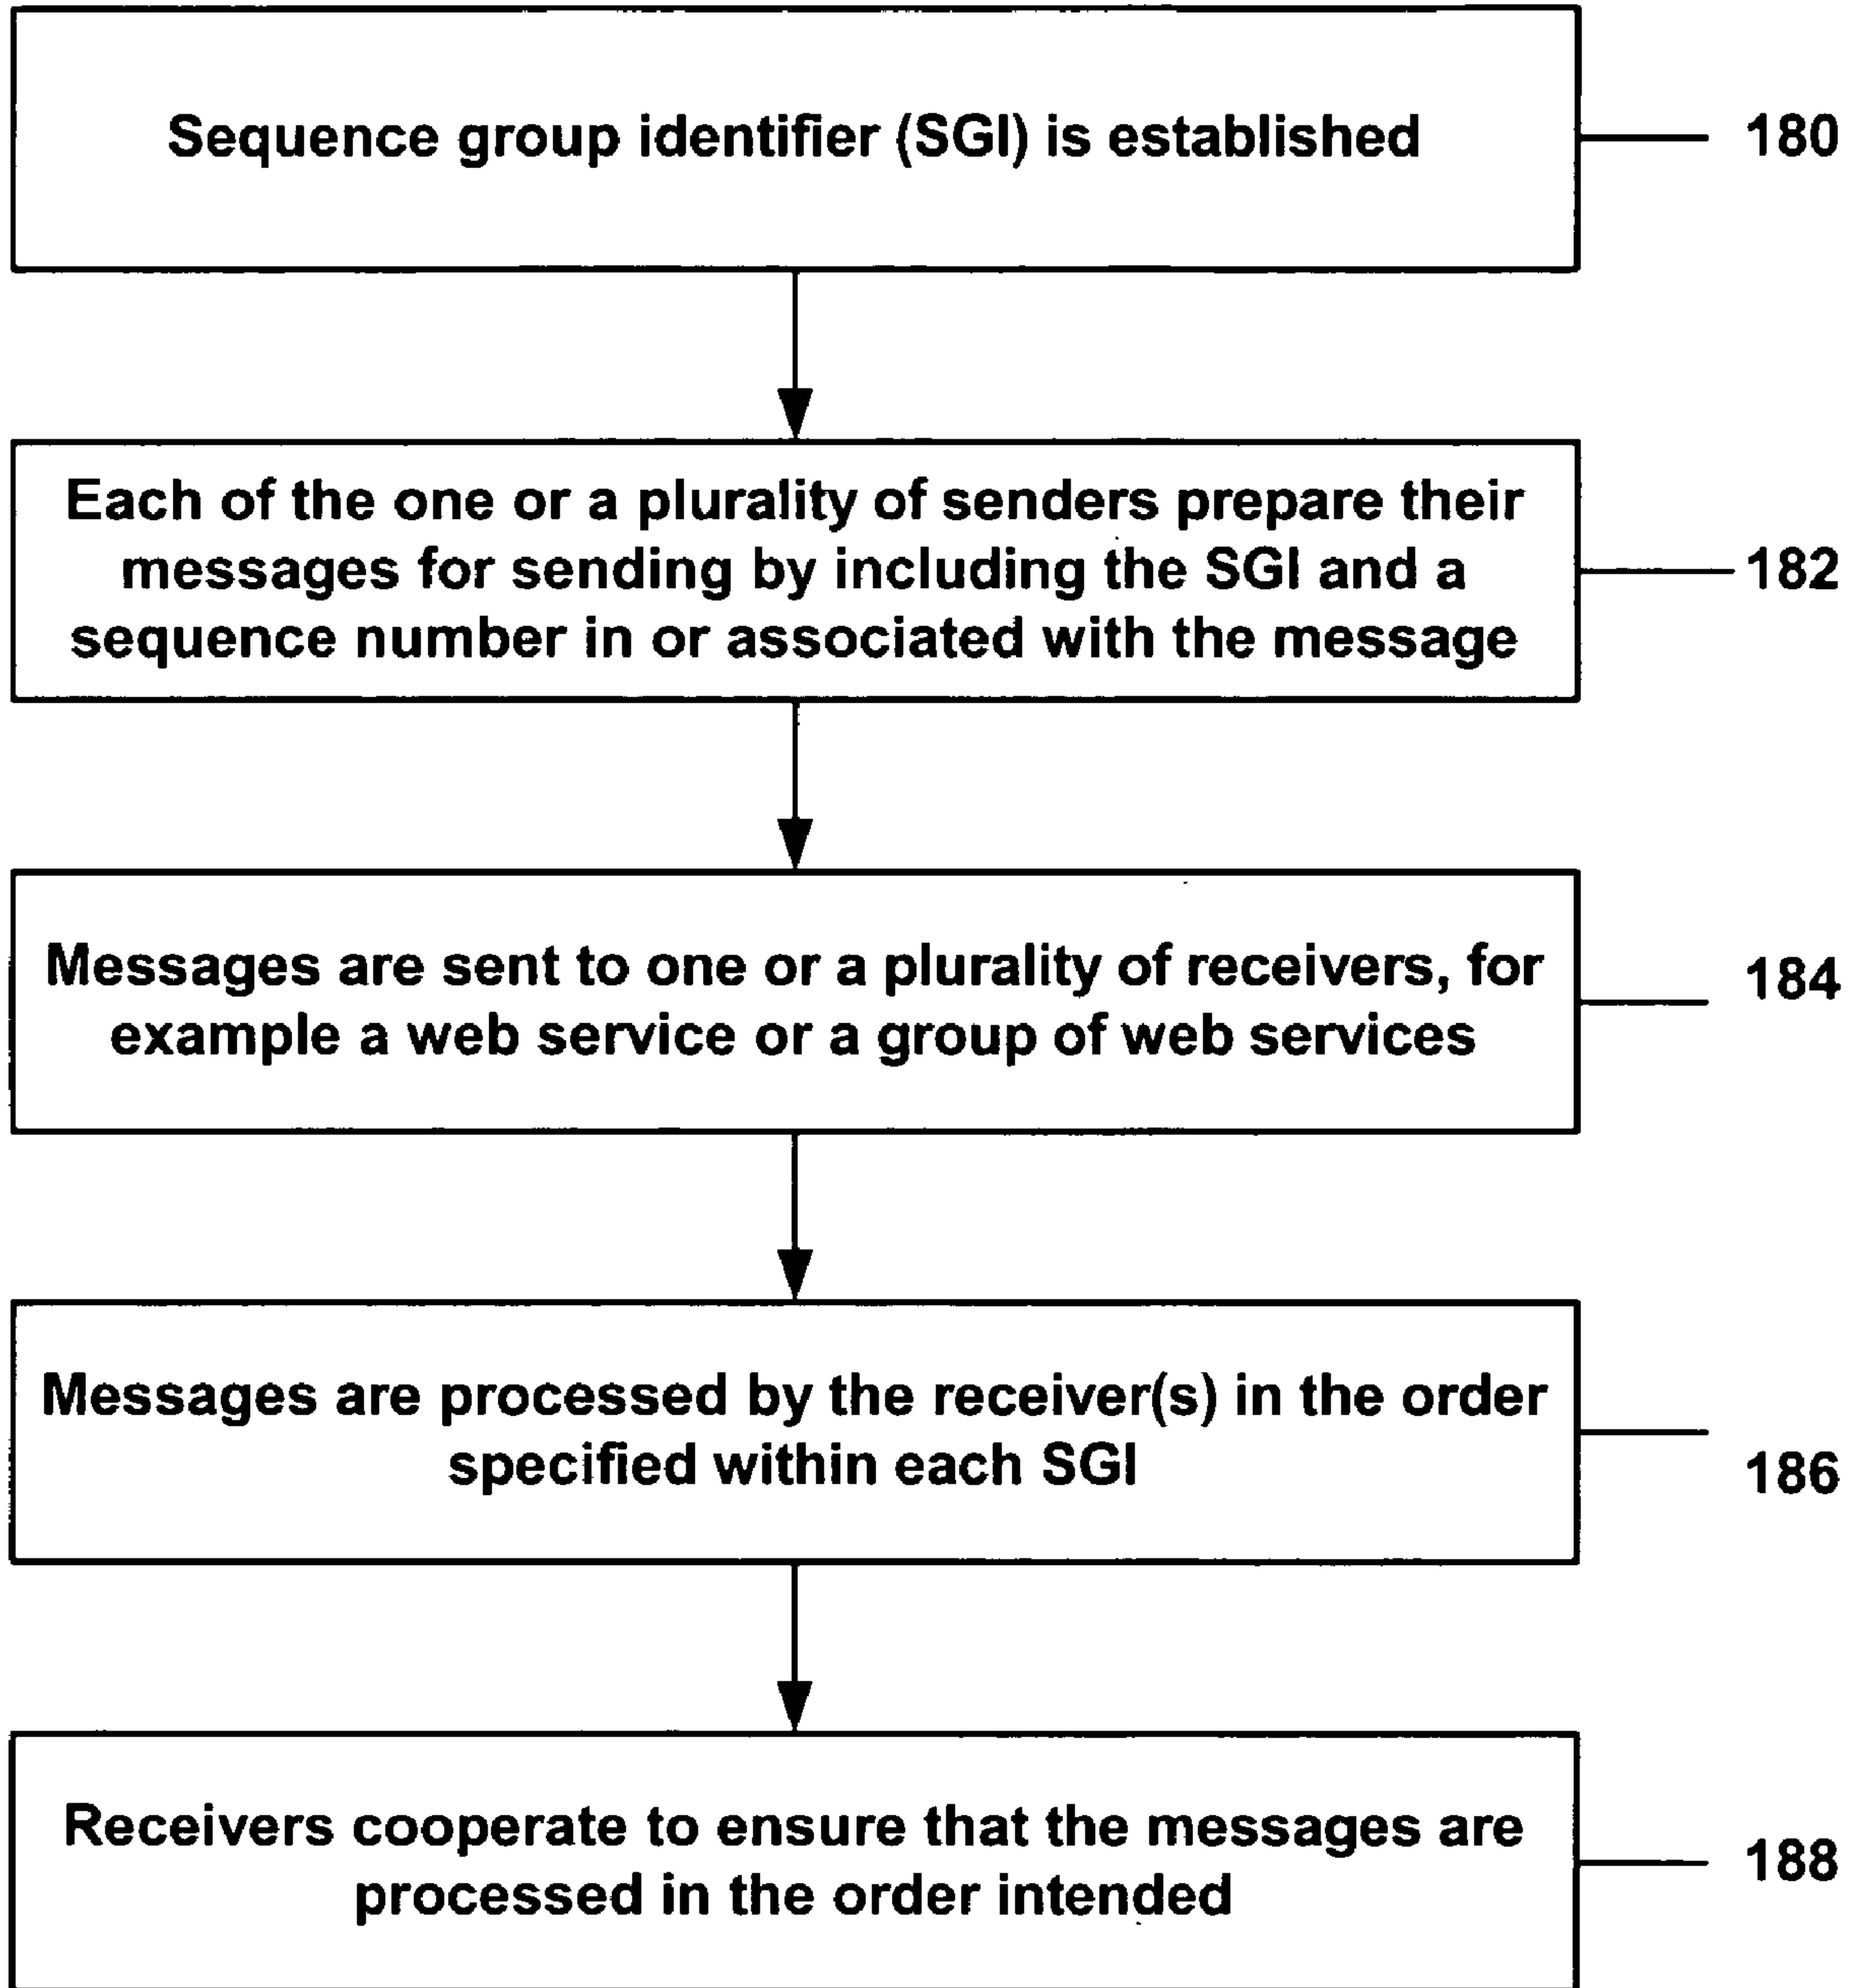 Sequence group identifier (SGI) is established
180
Each of the one or a plurality of senders prepare their
messages for sending by including the SGI and a
sequence number in or associated with the message
182
Messages are sent to one or a plurality of receivers, for
example a web service or a group of web services
184
Messages are processed by the receiver(s) in the order
specified within each SGI
186
Receivers cooperate to ensure that the messages are
processed in the order intended
188